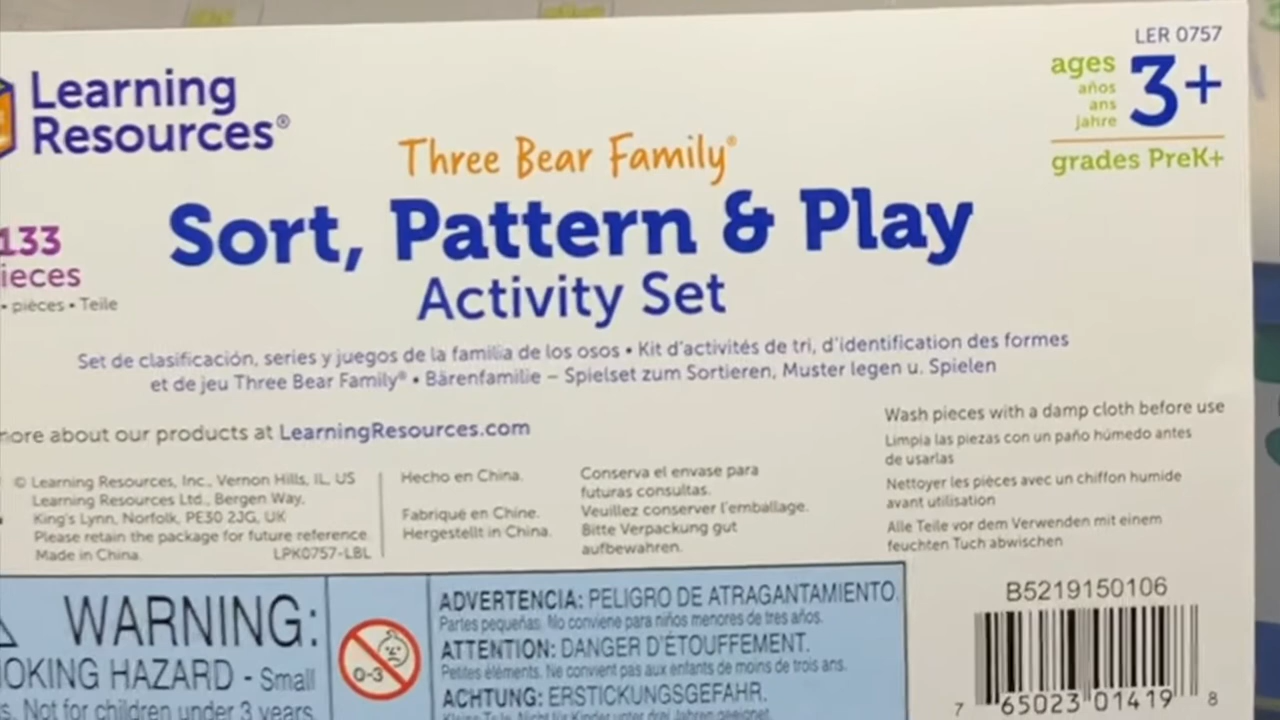 LER 0757
Learning
Resources®
ages 3+
años
ans
Jahre
grades PreK+
Three Bear Family®
Sort, Pattern & Play
Activity Set
133
ieces
• pièces • Teile
Set de clasificación, series y juegos de la familia de los osos • Kit d'activités de tri, d'identification des formes
et de jeu Three Bear Family® • Bärenfamilie – Spielset zum Sortieren, Muster legen u. Spielen
more about our products at LearningResources.com
© Learning Resources, Inc., Vernon Hills, IL, US
Learning Resources Ltd., Bergen Way,
King's Lynn, Norfolk, PE30 2JG, UK
Please retain the package for future reference.
Made in China. LPK0757-LBL
Hecho en China.
Fabriqué en Chine.
Hergestellt in China.
Conserva el envase para
futuras consultas.
Veuillez conserver l'emballage.
Bitte Verpackung gut
aufbewahren.
Wash pieces with a damp cloth before use
Limpia las piezas con un paño húmedo antes
de usarlas
Nettoyer les pièces avec un chiffon humide
avant utilisation
Alle Teile vor dem Verwenden mit einem
feuchten Tuch abwischen
WARNING:
OKING HAZARD - Small
s. Not for children under 3 years.
0-3
ADVERTENCIA: PELIGRO DE ATRAGANTAMIENTO.
Partes pequeñas. No conviene para niños menores de tres años.
ATTENTION: DANGER D'ÉTOUFFEMENT.
Petites éléments. Ne convient pas aux enfants de moins de trois ans.
ACHTUNG: ERSTICKUNGSGEFAHR.
Kleine Teile. Nicht für Kinder unter drei Jahren geeignet.
B5219150106
7 65023 01419 8